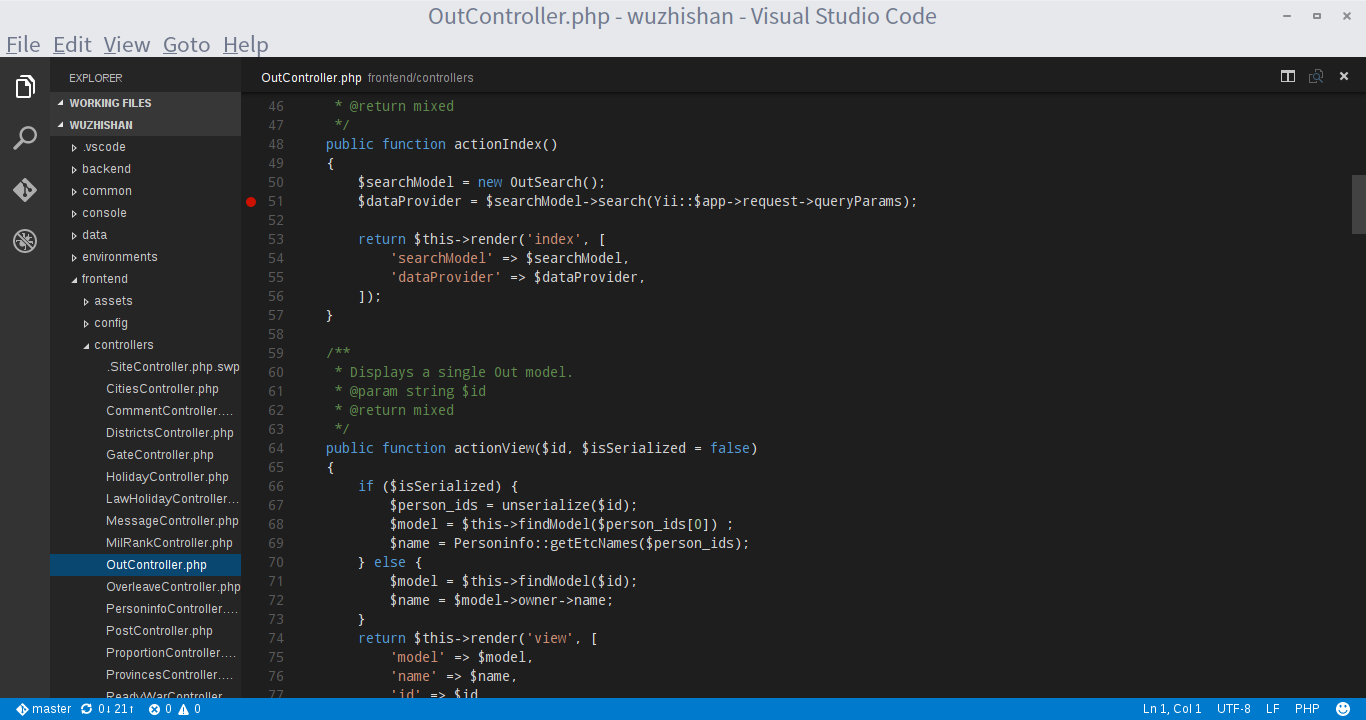 OutController.php - wuzhishan - Visual Studio Code
File Edit View Goto Help
EXPLORER
WORKING FILES
WUZHISHAN
.vscode
backend
common
console
data
environments
frontend
assets
config
controllers
.SiteController.php.swp
CitiesController.php
CommentController....
DistrictsController.php
GateController.php
HolidayController.php
LawHolidayController...
MessageController.php
MilRankController.php
OutController.php
OverleaveController.php
PersoninfoController....
PostController.php
ProportionController....
ProvincesController....
ReadyWarController
OutController.php frontend/controllers
46 * @return mixed
47 */
48 public function actionIndex()
49 {
50 $searchModel = new OutSearch();
51 $dataProvider = $searchModel->search(Yii::$app->request->queryParams);
52
53 return $this->render('index', [
54 'searchModel' => $searchModel,
55 'dataProvider' => $dataProvider,
56 ]);
57 }
58
59 /**
60 * Displays a single Out model.
61 * @param string $id
62 * @return mixed
63 */
64 public function actionView($id, $isSerialized = false)
65 {
66 if ($isSerialized) {
67 $person_ids = unserialize($id);
68 $model = $this->findModel($person_ids[0]) ;
69 $name = Personinfo::getEtcNames($person_ids);
70 } else {
71 $model = $this->findModel($id);
72 $name = $model->owner->name;
73 }
74 return $this->render('view', [
75 'model' => $model,
76 'name' => $name,
77 'id' => $id
master 0↓ 21↑ 0 0 Ln 1, Col 1 UTF-8 LF PHP